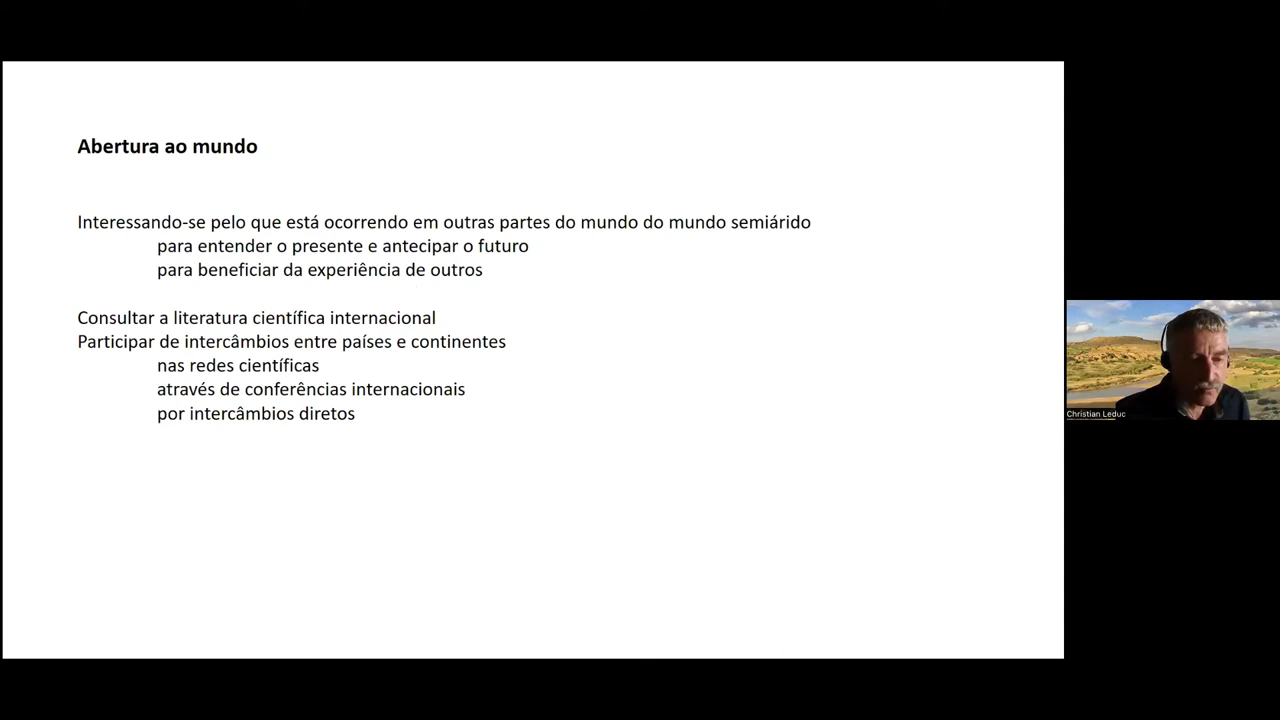 Abertura ao mundo
Interessando-se pelo que está ocorrendo em outras partes do mundo do mundo semiárido
para entender o presente e antecipar o futuro
para beneficiar da experiência de outros
Consultar a literatura científica internacional
Participar de intercâmbios entre países e continentes
nas redes científicas
através de conferências internacionais
por intercâmbios diretos
Christian Leduc